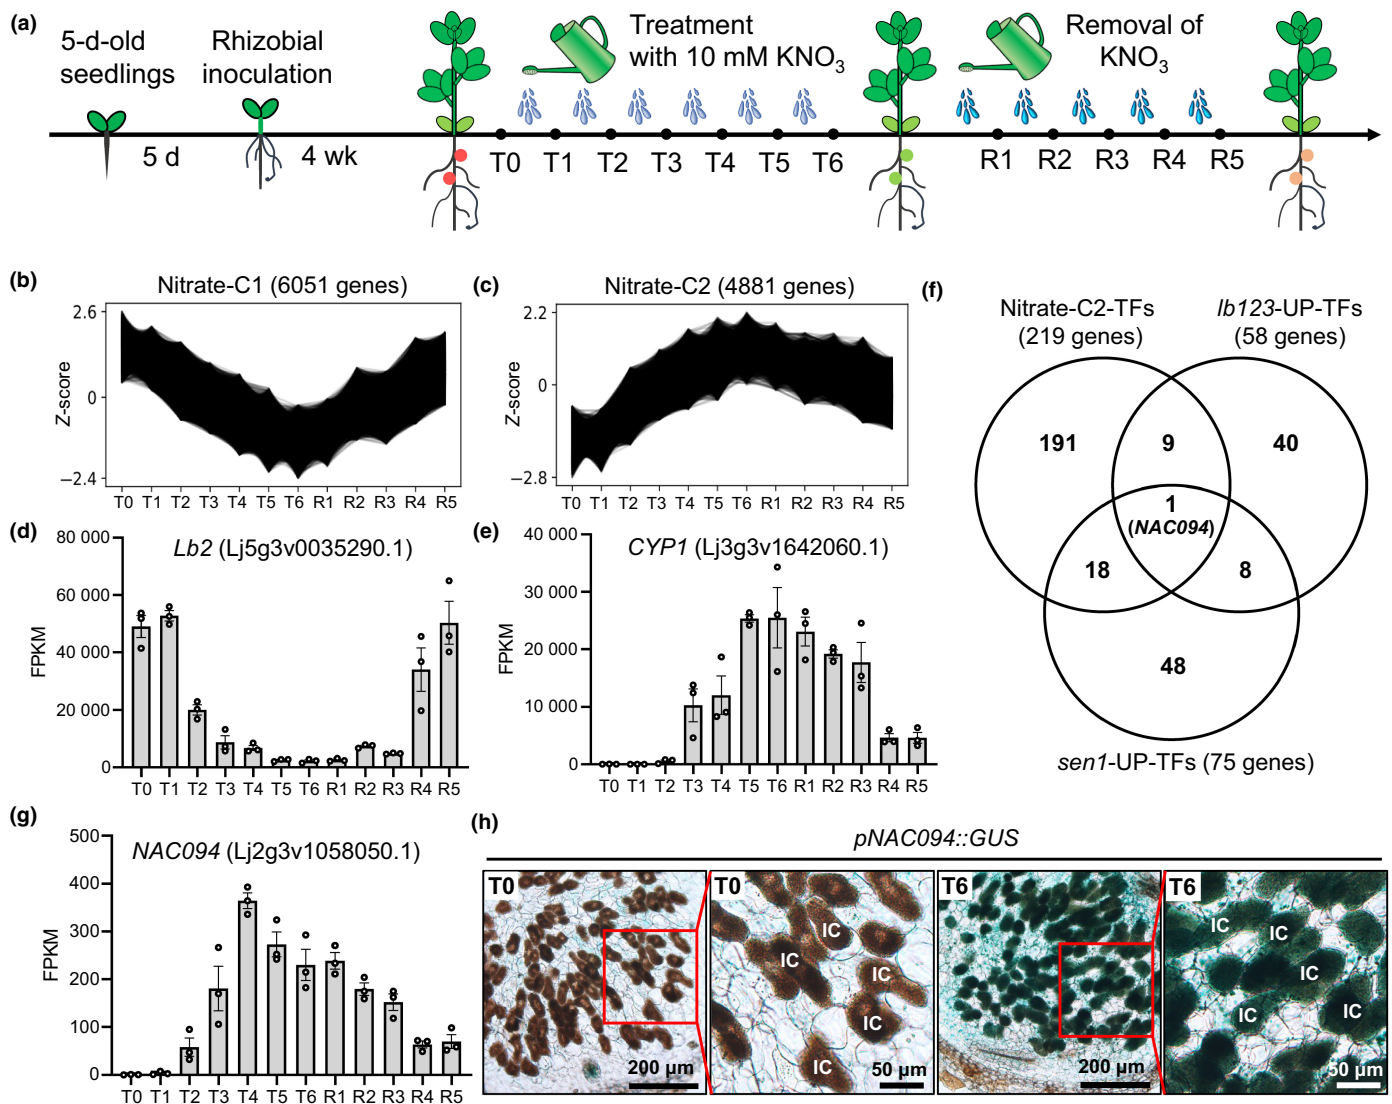 (a)
5-d-old
seedlings
Rhizobial
inoculation
Treatment
with 10 mM KNO3
Removal of
KNO3
5 d
4 wk
T0 T1 T2 T3 T4 T5 T6
R1 R2 R3 R4 R5
(b)
Nitrate-C1 (6051 genes)
Z-score
2.6
0
−2.4
T0 T1 T2 T3 T4 T5 T6 R1 R2 R3 R4 R5
(c)
Nitrate-C2 (4881 genes)
Z-score
2.2
0
−2.8
T0 T1 T2 T3 T4 T5 T6 R1 R2 R3 R4 R5
(d)
Lb2 (Lj5g3v0035290.1)
FPKM
80 000
60 000
40 000
20 000
0
T0 T1 T2 T3 T4 T5 T6 R1 R2 R3 R4 R5
(e)
CYP1 (Lj3g3v1642060.1)
FPKM
40 000
30 000
20 000
10 000
0
T0 T1 T2 T3 T4 T5 T6 R1 R2 R3 R4 R5
(f)
Nitrate-C2-TFs
(219 genes)
lb123-UP-TFs
(58 genes)
191
9
40
1
(NAC094)
18
8
48
sen1-UP-TFs (75 genes)
(g)
NAC094 (Lj2g3v1058050.1)
FPKM
500
400
300
200
100
0
T0 T1 T2 T3 T4 T5 T6 R1 R2 R3 R4 R5
(h)
pNAC094::GUS
T0
200 µm
T0
IC
IC
IC
IC
IC
50 µm
T6
200 µm
T6
IC
IC
IC
IC
IC
50 µm